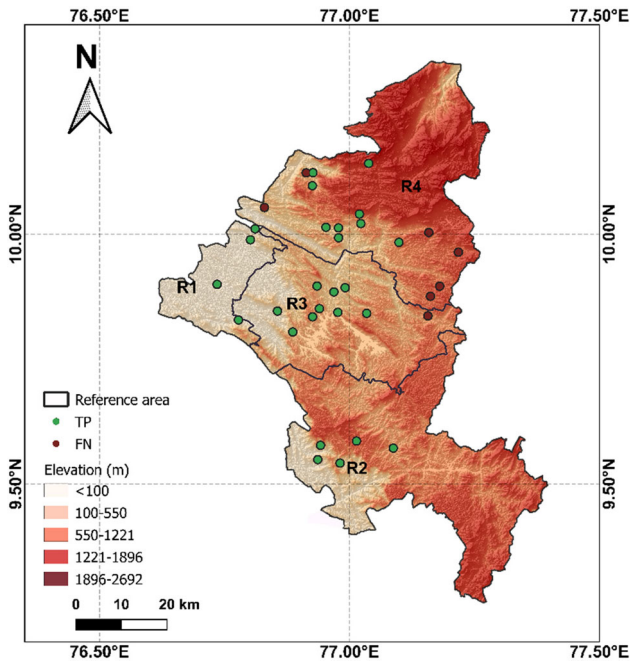 76.50°E 77.00°E 77.50°E
N
R4
10.00°N 10.00°N
R1
R3
Reference area
TP
FN
Elevation (m)
R2
<100
9.50°N 9.50°N
100-550
550-1221
1221-1896
1896-2692
0 10 20 km
76.50°E 77.00°E 77.50°E